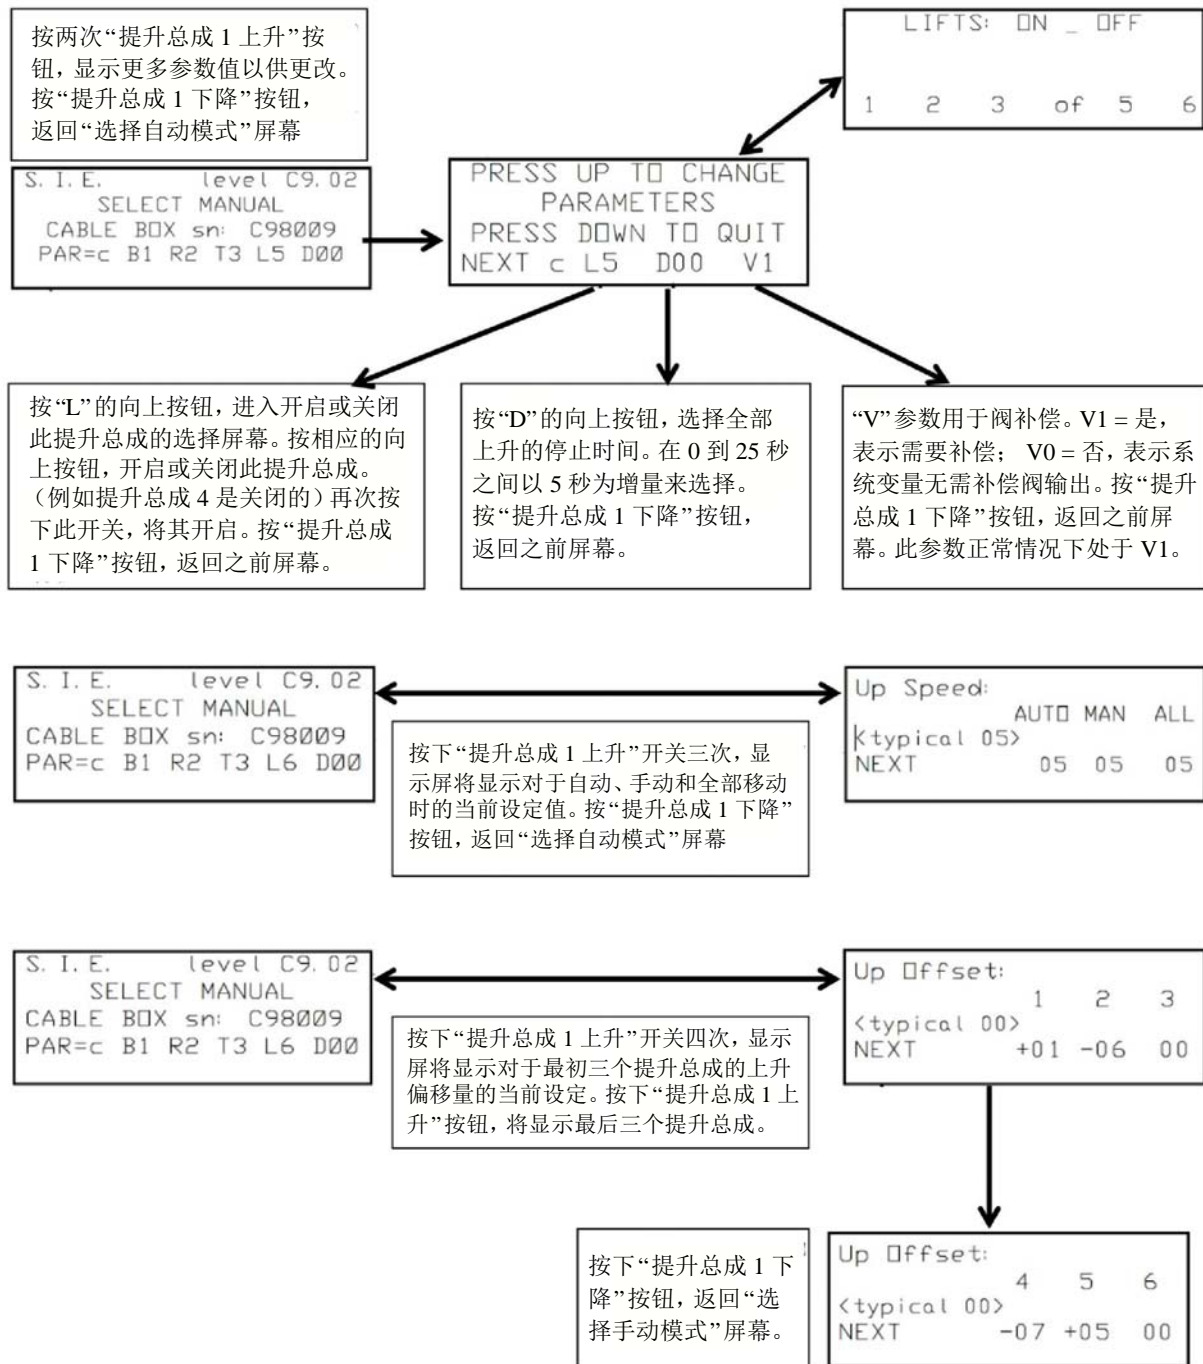 按两次“提升总成 1 上升”按
钮，显示更多参数值以供更改。
按“提升总成 1 下降”按钮，
返回“选择自动模式”屏幕
LIFTS: ON _ OFF
1 2 3 of 5 6
S. I. E. level C9.02
SELECT MANUAL
CABLE BOX sn: C98009
PAR=c B1 R2 T3 L5 D00
PRESS UP TO CHANGE
PARAMETERS
PRESS DOWN TO QUIT
NEXT c L5 D00 V1
按“L”的向上按钮，进入开启或关闭
此提升总成的选择屏幕。按相应的向
上按钮，开启或关闭此提升总成。
（例如提升总成 4 是关闭的）再次按
下此开关，将其开启。按“提升总成
1 下降”按钮，返回之前屏幕。
按“D”的向上按钮，选择全部
上升的停止时间。在 0 到 25 秒
之间以 5 秒为增量来选择。
按“提升总成 1 下降”按钮，
返回之前屏幕。
“V”参数用于阀补偿。V1 = 是，
表示需要补偿； V0 = 否，表示系
统变量无需补偿阀输出。按“提升
总成 1 下降”按钮，返回之前屏
幕。此参数正常情况下处于 V1。
S. I. E. level C9.02
SELECT MANUAL
CABLE BOX sn: C98009
PAR=c B1 R2 T3 L6 D00
按下“提升总成 1 上升”开关三次，显
示屏将显示对于自动、手动和全部移动
时的当前设定值。按“提升总成 1 下降”
按钮，返回“选择自动模式”屏幕
Up Speed:
AUTO MAN ALL
<typical 05>
NEXT 05 05 05
S. I. E. level C9.02
SELECT MANUAL
CABLE BOX sn: C98009
PAR=c B1 R2 T3 L6 D00
按下“提升总成 1 上升”开关四次，显示
屏将显示对于最初三个提升总成的上升
偏移量的当前设定。按下“提升总成 1 上
升”按钮，将显示最后三个提升总成。
Up Offset:
1 2 3
<typical 00>
NEXT +01 -06 00
按下“提升总成 1 下
降”按钮，返回“选
择手动模式”屏幕。
Up Offset:
4 5 6
<typical 00>
NEXT -07 +05 00